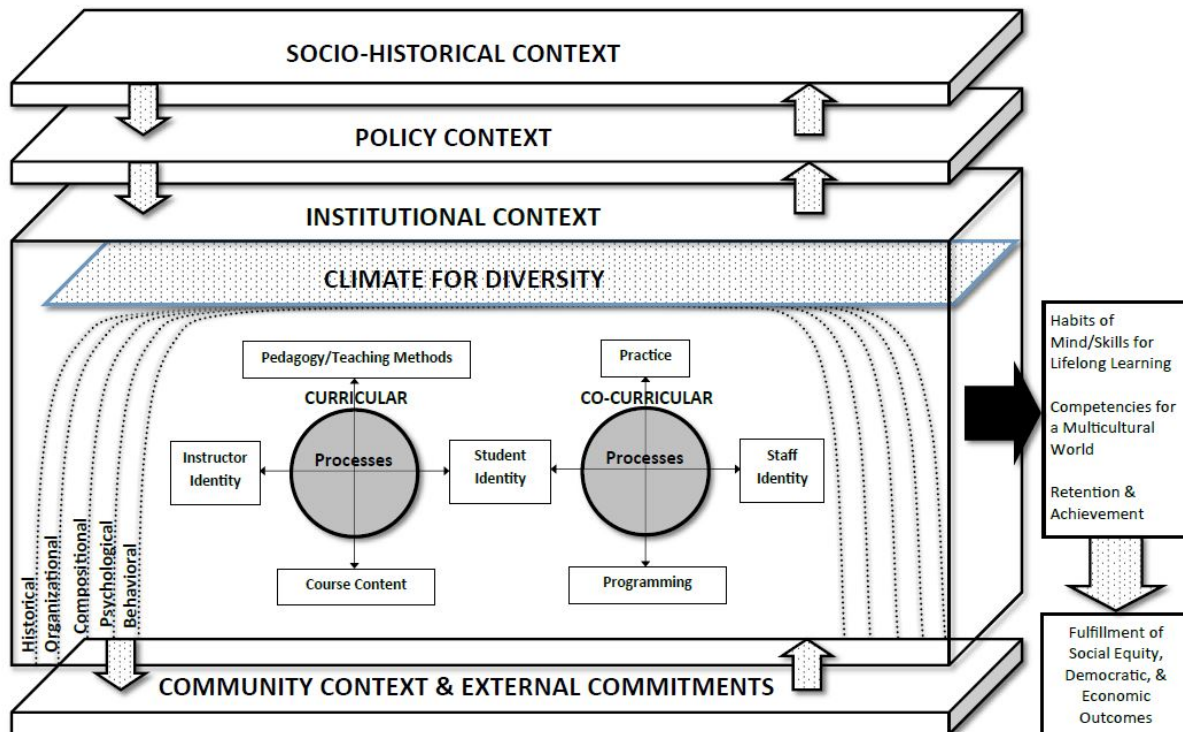 SOCIO-HISTORICAL CONTEXT
POLICY CONTEXT
INSTITUTIONAL CONTEXT
CLIMATE FOR DIVERSITY
Pedagogy/Teaching Methods
Practice
CURRICULAR
CO-CURRICULAR
Instructor
Identity
Processes
Student
Identity
Processes
Staff
Identity
Course Content
Programming
Historical
Organizational
Compositional
Psychological
Behavioral
COMMUNITY CONTEXT & EXTERNAL COMMITMENTS
Habits of
Mind/Skills for
Lifelong Learning
Competencies for
a Multicultural
World
Retention &
Achievement
Fulfillment of
Social Equity,
Democratic, &
Economic
Outcomes